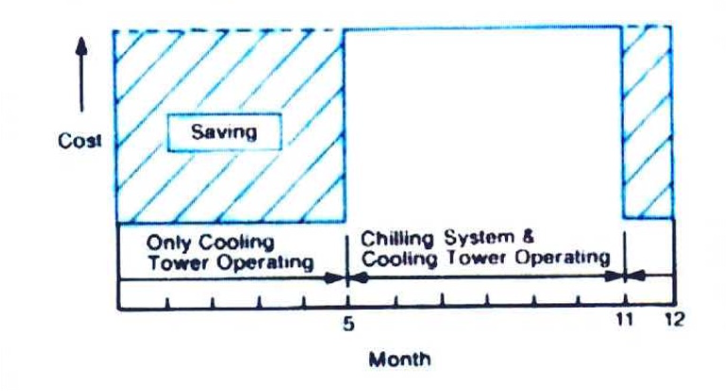 Cost
Saving
Only Cooling
Tower Operating
Chilling System &
Cooling Tower Operating
5
11
12
Month